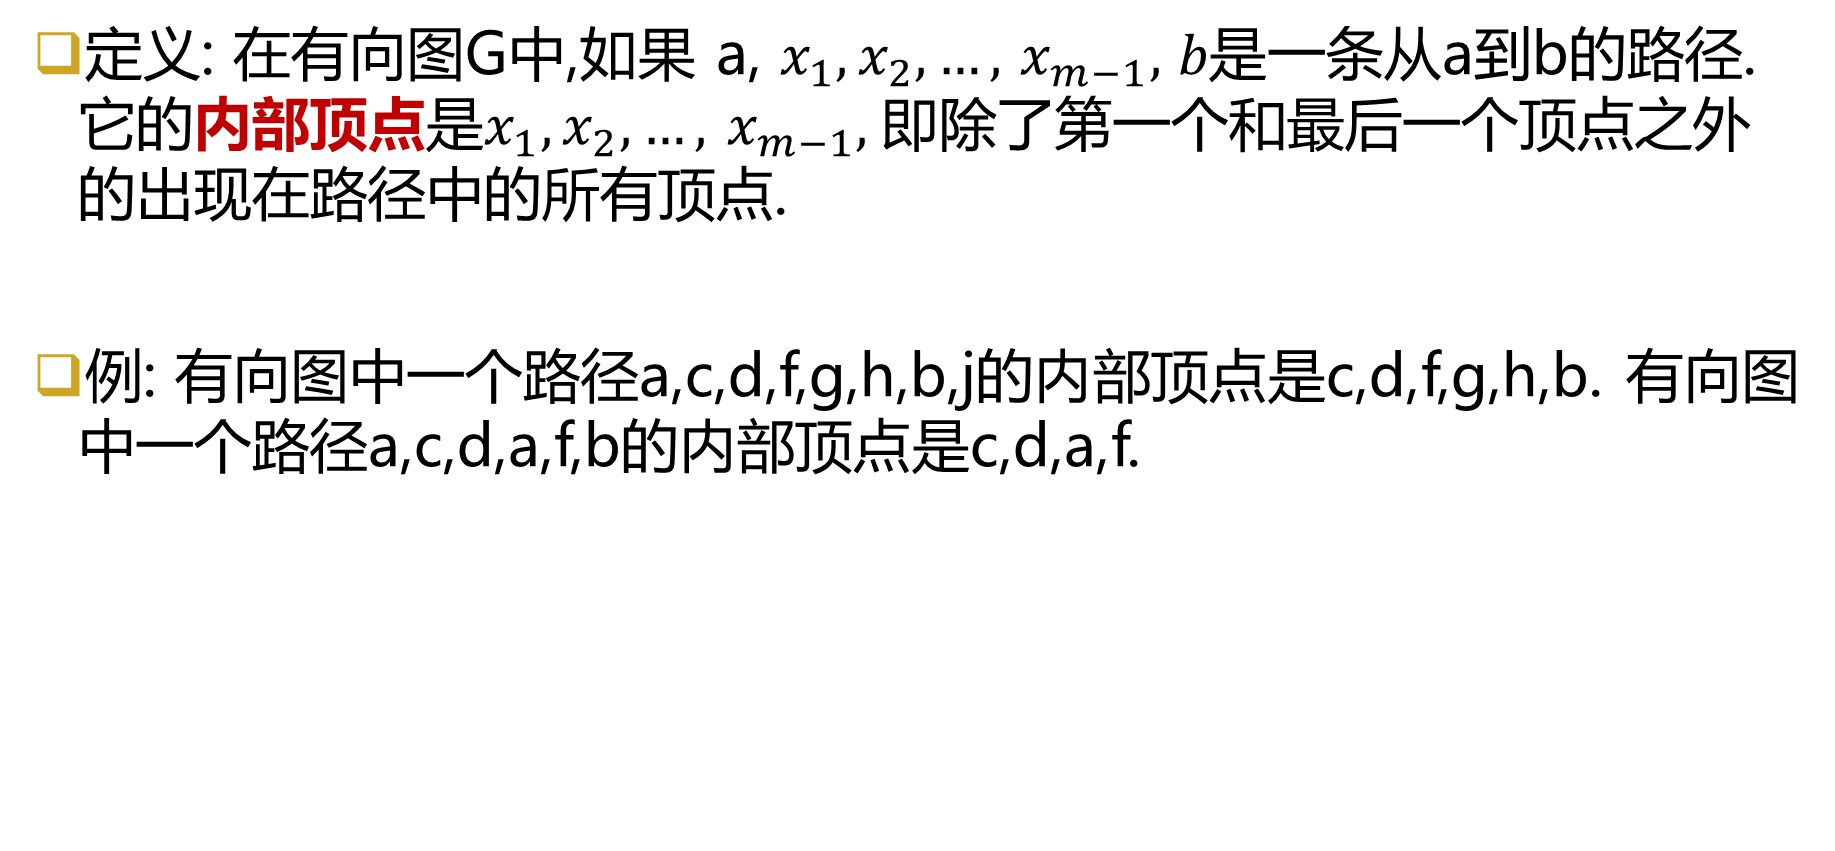 ❑定义: 在有向图G中,如果 a, x₁, x₂, … , xₘ₋₁, b是一条从a到b的路径.
它的内部顶点是x₁, x₂, … , xₘ₋₁, 即除了第一个和最后一个顶点之外
的出现在路径中的所有顶点.
❑例: 有向图中一个路径a,c,d,f,g,h,b,j的内部顶点是c,d,f,g,h,b. 有向图
中一个路径a,c,d,a,f,b的内部顶点是c,d,a,f.